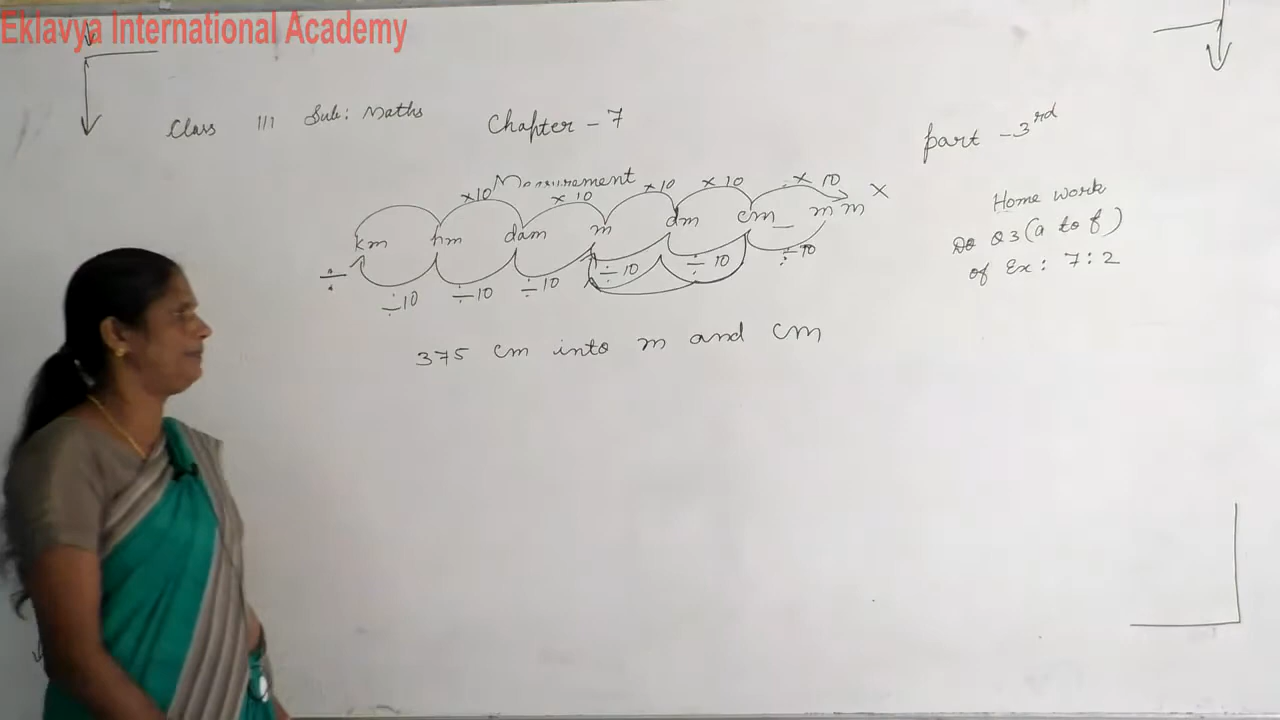 Eklavya International Academy
Class III Sub: Maths Chapter - 7 part - 3rd
Measurement
×10 ×10 ×10 ×10 ×10 ×
km hm dam m dm cm mm
÷ ÷10 ÷10 ÷10 ÷10 ÷10 ÷10
375 cm into m and cm
Home work
Do Q3 (a to f)
of Ex: 7:2